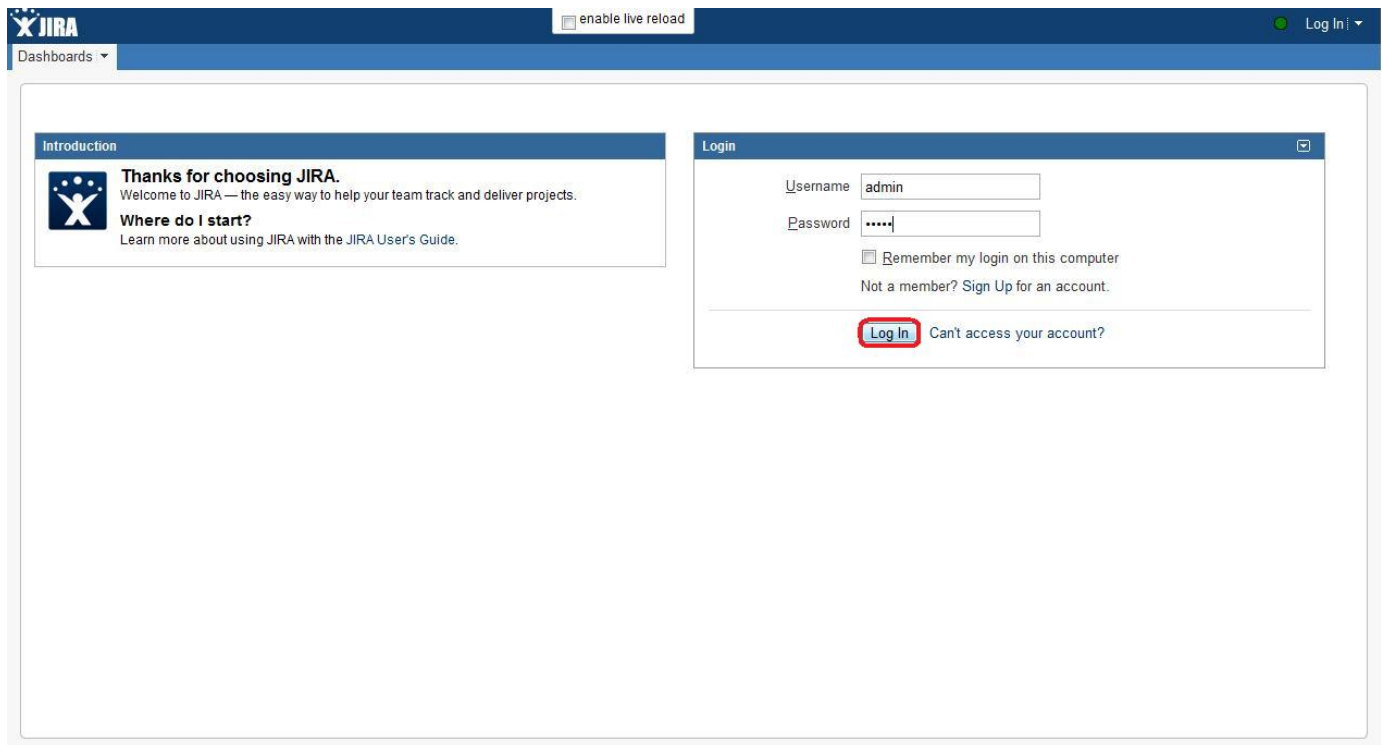 JIRA
enable live reload
Log In
Dashboards
Introduction
Thanks for choosing JIRA.
Welcome to JIRA — the easy way to help your team track and deliver projects.
Where do I start?
Learn more about using JIRA with the JIRA User's Guide.
Login
Username admin
Password •••••
Remember my login on this computer
Not a member? Sign Up for an account.
Log In Can't access your account?